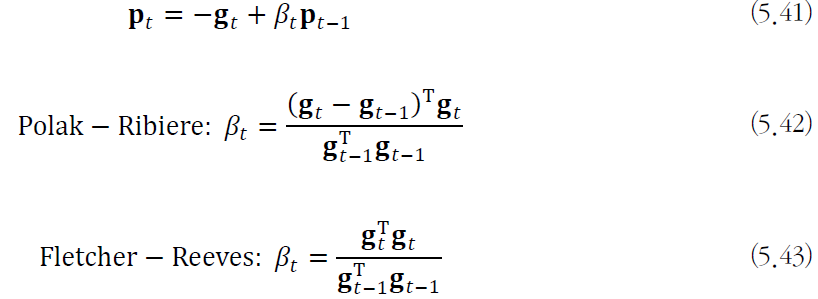 𝐩ₜ = −𝐠ₜ + βₜ𝐩ₜ₋₁ (5.41)
Polak − Ribiere: βₜ = (𝐠ₜ − 𝐠ₜ₋₁)ᵀ𝐠ₜ / 𝐠ₜ₋₁ᵀ𝐠ₜ₋₁ (5.42)
Fletcher − Reeves: βₜ = 𝐠ₜᵀ𝐠ₜ / 𝐠ₜ₋₁ᵀ𝐠ₜ₋₁ (5.43)